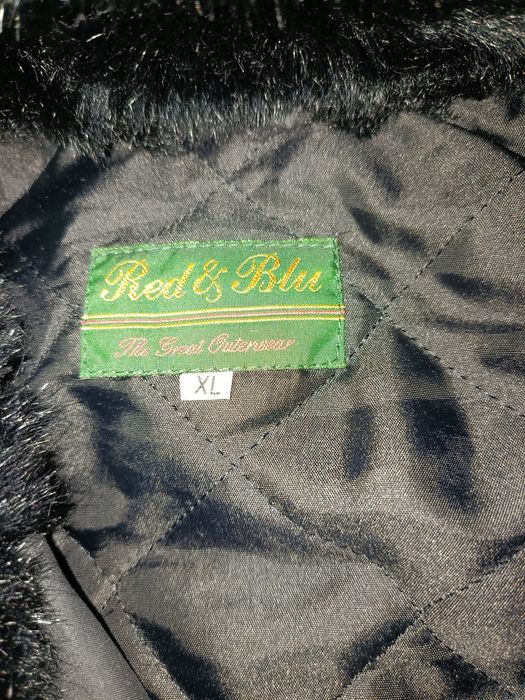 Red & Blu
The Great Outerwear
XL